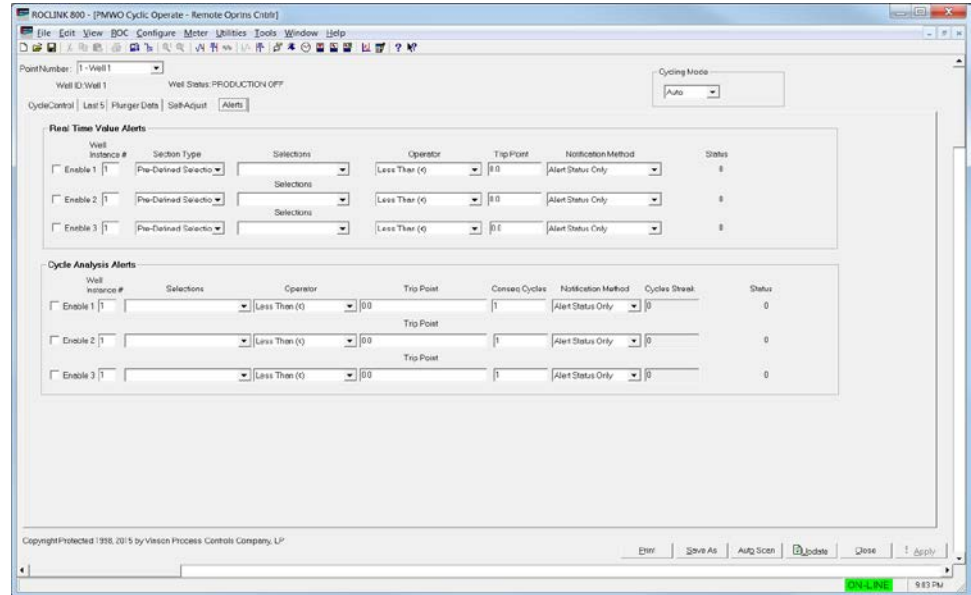 ROCLINK 800 - [PMWO Cyclic Operate - Remote Oprtns Cntrlr]
File Edit View ROC Configure Meter Utilities Tools Window Help
Point Number: 1 - Well 1
Cycling Mode
Well ID: Well 1 Well Status: PRODUCTION OFF
Auto
CycleControl Last 5 Plunger Data Self-Adjust Alerts
Real Time Value Alerts
Well
Instance # Section Type Selections Operator Trip Point Notification Method Status
Enable 1 1 Pre-Defined Selectio Less Than (<) 0.0 Alert Status Only 0
Selections
Enable 2 1 Pre-Defined Selectio Less Than (<) 0.0 Alert Status Only 0
Selections
Enable 3 1 Pre-Defined Selectio Less Than (<) 0.0 Alert Status Only 0
Cycle Analysis Alerts
Well
Instance # Selections Operator Trip Point Conseq Cycles Notification Method Cycles Streak Status
Enable 1 1 Less Than (<) 0.0 1 Alert Status Only 0 0
Trip Point
Enable 2 1 Less Than (<) 0.0 1 Alert Status Only 0 0
Trip Point
Enable 3 1 Less Than (<) 0.0 1 Alert Status Only 0 0
Copyright Protected 1998, 2015 by Vinson Process Controls Company, LP
Print Save As Auto Scan Update Close ! Apply
ON-LINE 9:03 PM